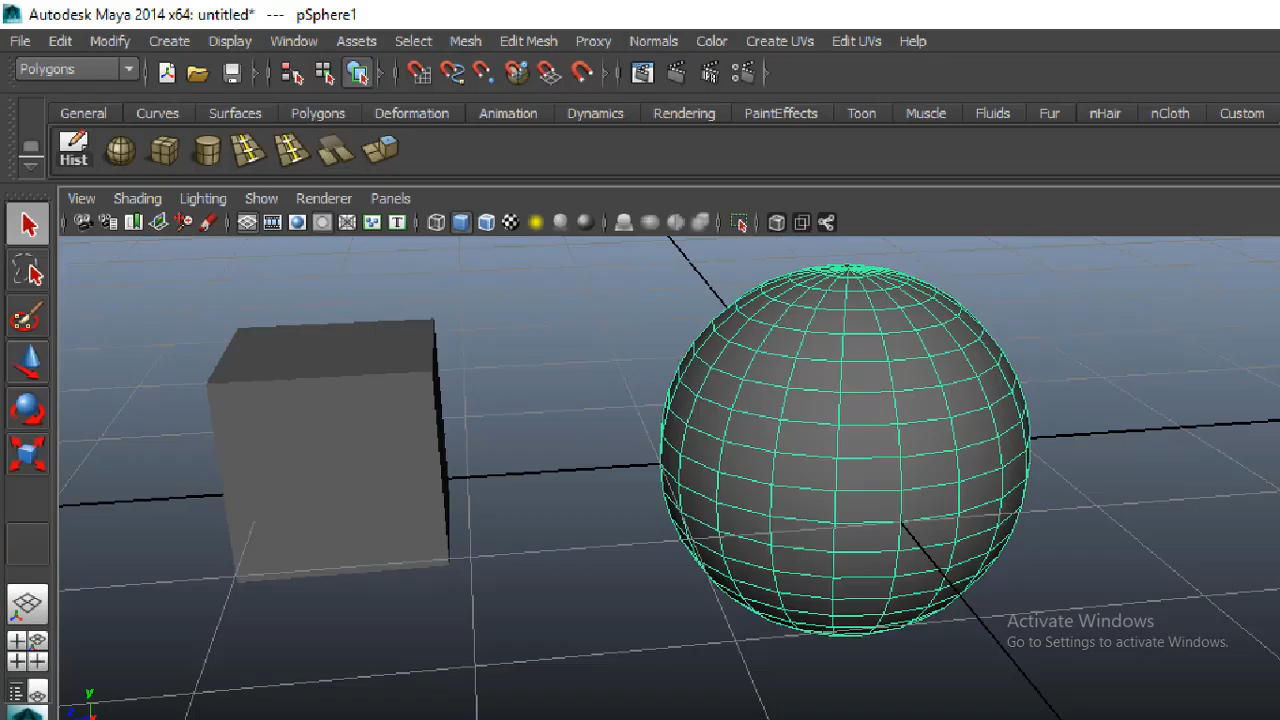 Autodesk Maya 2014 x64: untitled* --- pSphere1
File Edit Modify Create Display Window Assets Select Mesh Edit Mesh Proxy Normals Color Create UVs Edit UVs Help
Polygons
General Curves Surfaces Polygons Deformation Animation Dynamics Rendering PaintEffects Toon Muscle Fluids Fur nHair nCloth Custom
Hist
View Shading Lighting Show Renderer Panels
T
Activate Windows
Go to Settings to activate Windows.
y